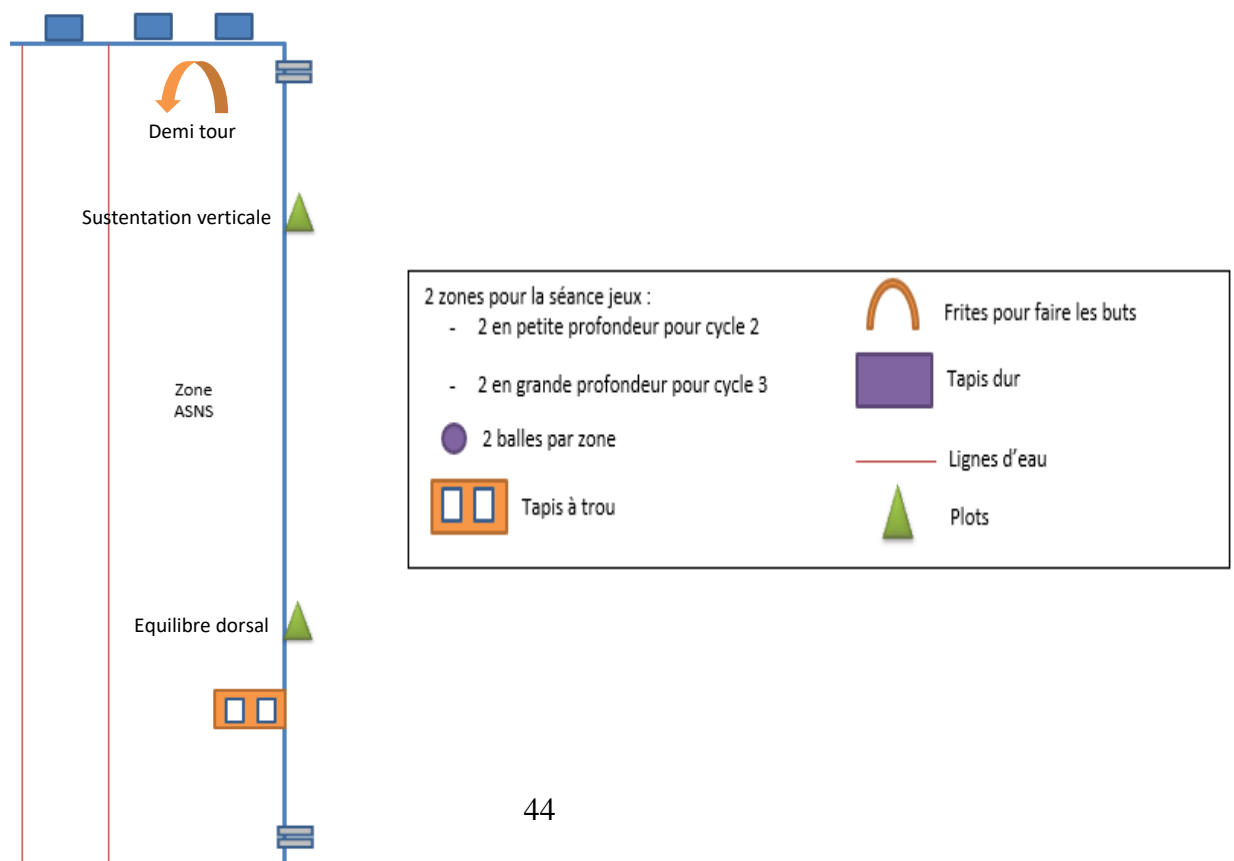 Demi tour
Sustentation verticale
Zone
ASNS
Equilibre dorsal
2 zones pour la séance jeux :
- 2 en petite profondeur pour cycle 2
- 2 en grande profondeur pour cycle 3
2 balles par zone
Tapis à trou
Frites pour faire les buts
Tapis dur
Lignes d'eau
Plots
44